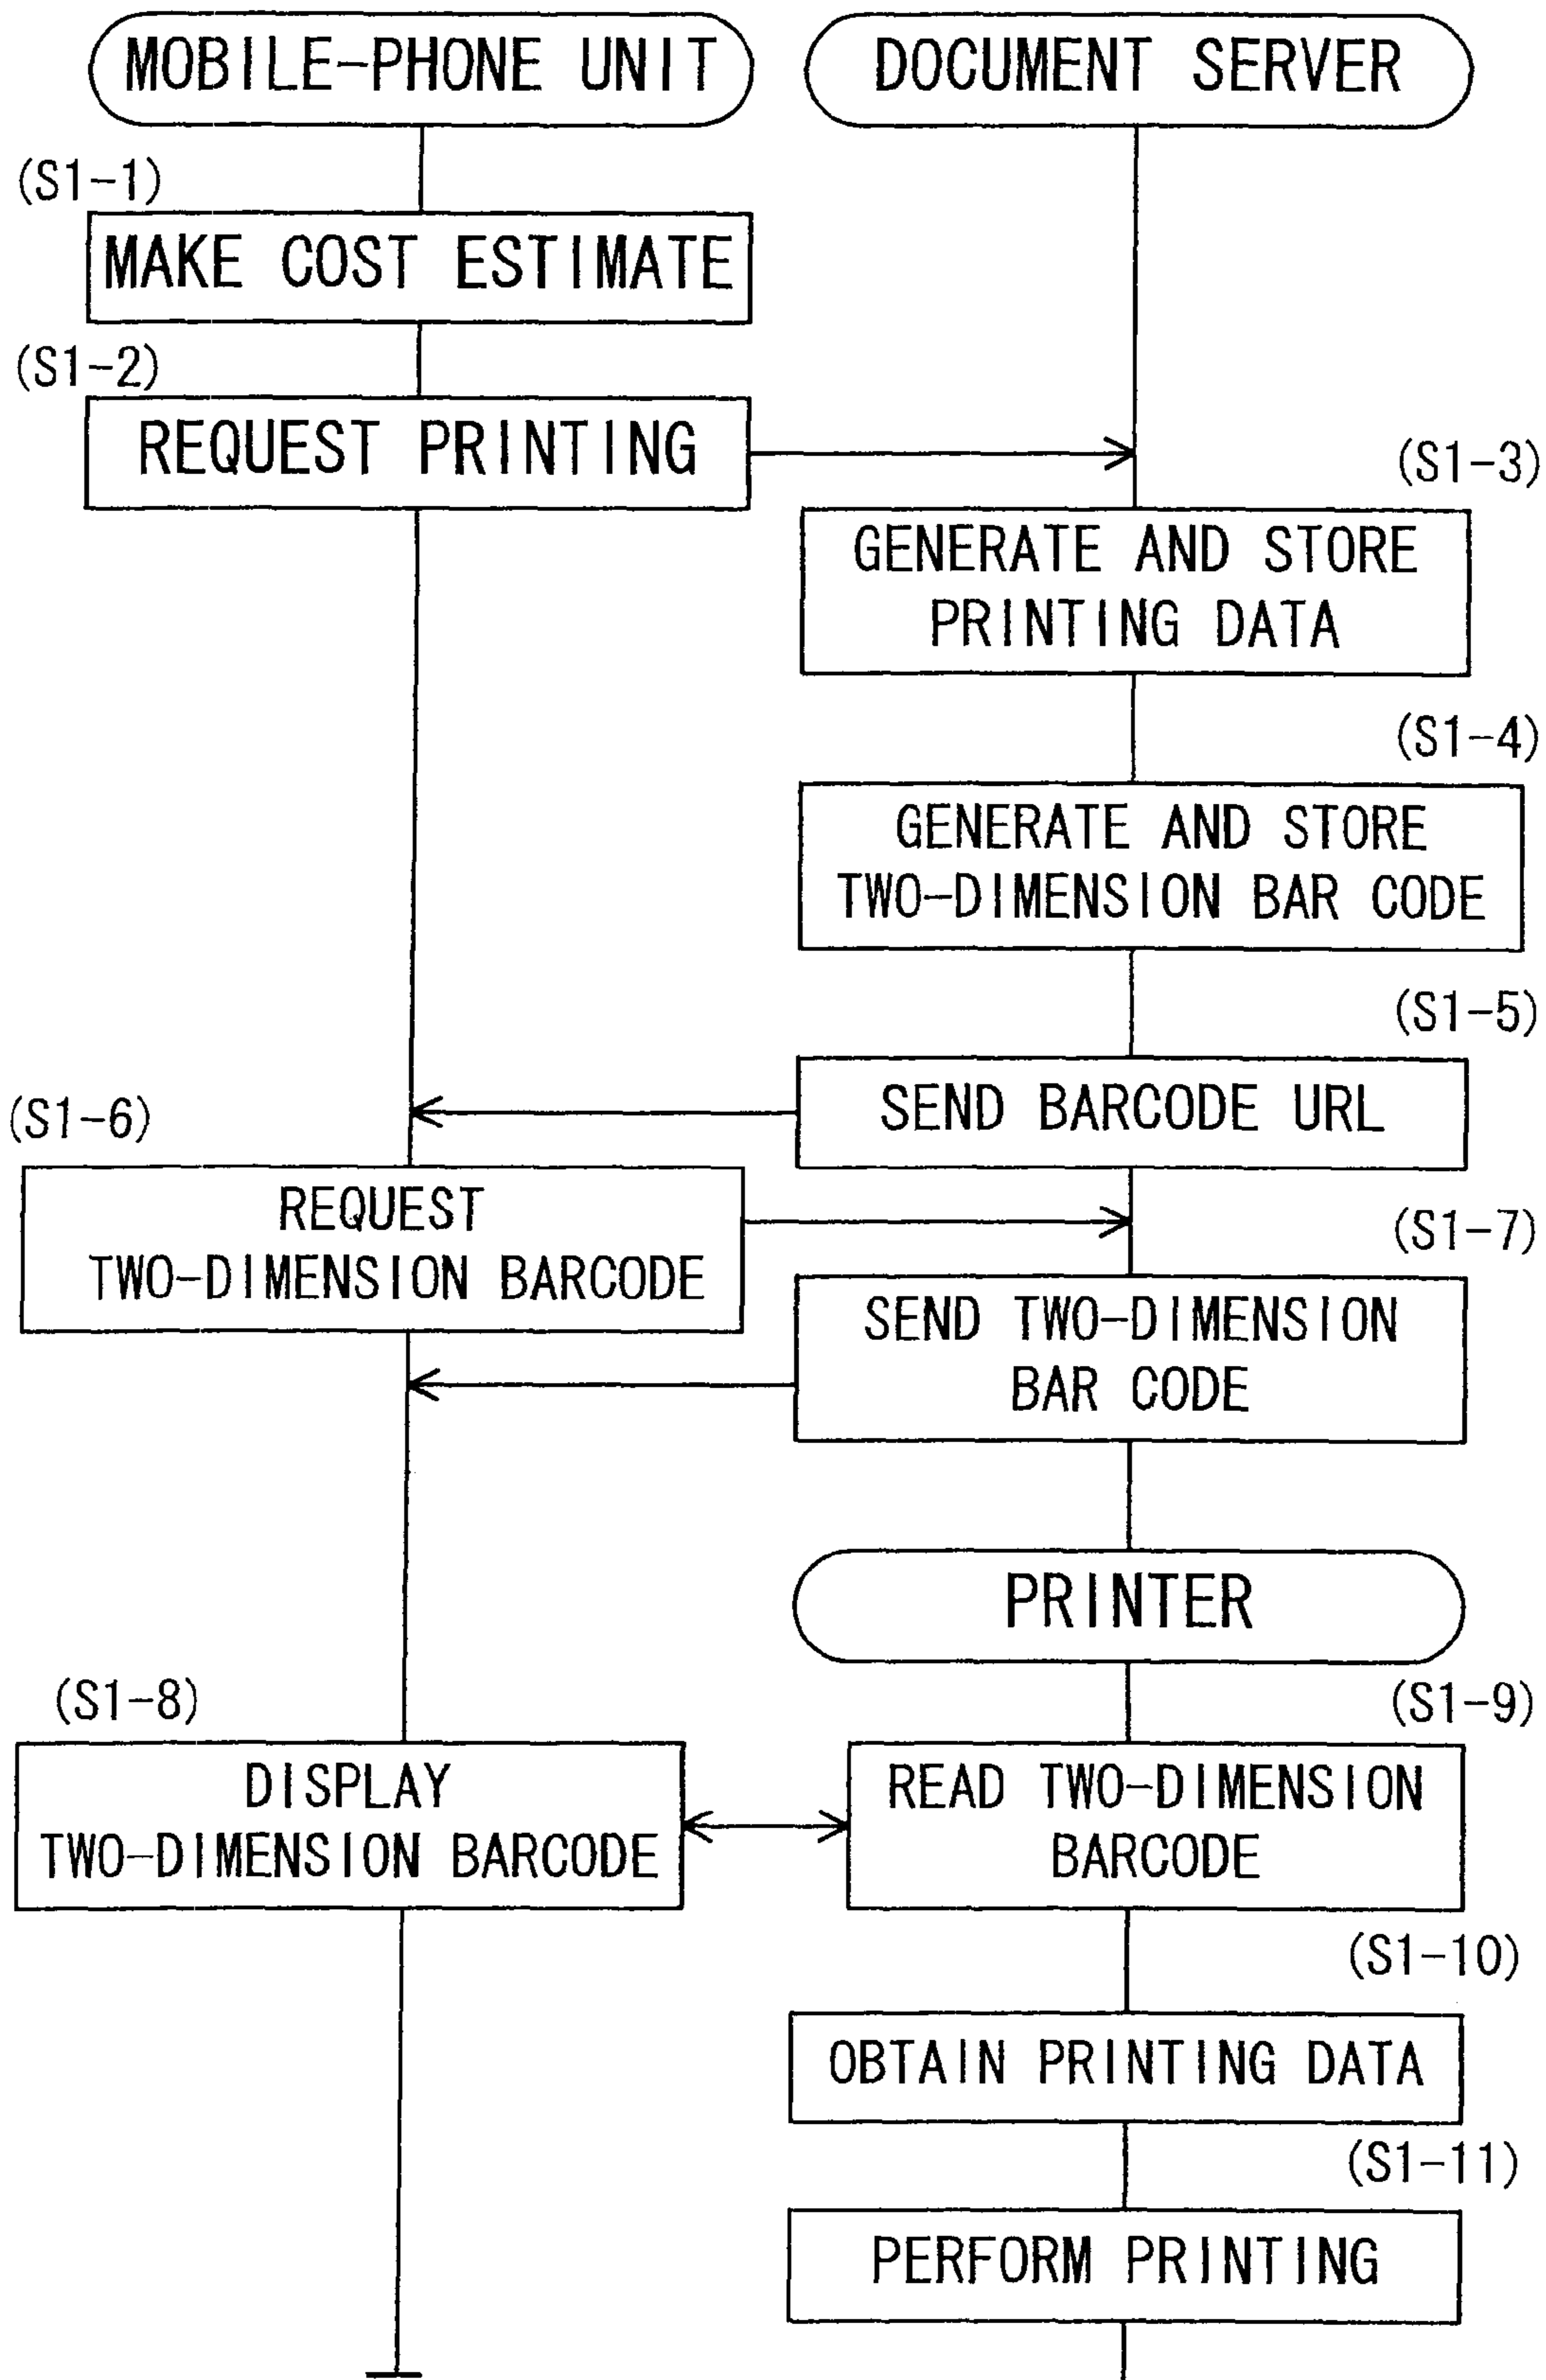 MOBILE-PHONE UNIT
DOCUMENT SERVER
(S1-1)
MAKE COST ESTIMATE
(S1-2)
REQUEST PRINTING
(S1-3)
GENERATE AND STORE
PRINTING DATA
(S1-4)
GENERATE AND STORE
TWO-DIMENSION BAR CODE
(S1-5)
SEND BARCODE URL
(S1-6)
REQUEST
TWO-DIMENSION BARCODE
(S1-7)
SEND TWO-DIMENSION
BAR CODE
PRINTER
(S1-8)
DISPLAY
TWO-DIMENSION BARCODE
(S1-9)
READ TWO-DIMENSION
BARCODE
(S1-10)
OBTAIN PRINTING DATA
(S1-11)
PERFORM PRINTING